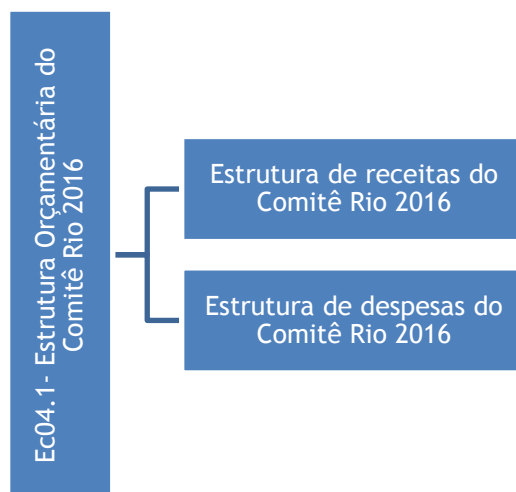 Ec04.1- Estrutura Orçamentária do
Comitê Rio 2016
Estrutura de receitas do
Comitê Rio 2016
Estrutura de despesas do
Comitê Rio 2016